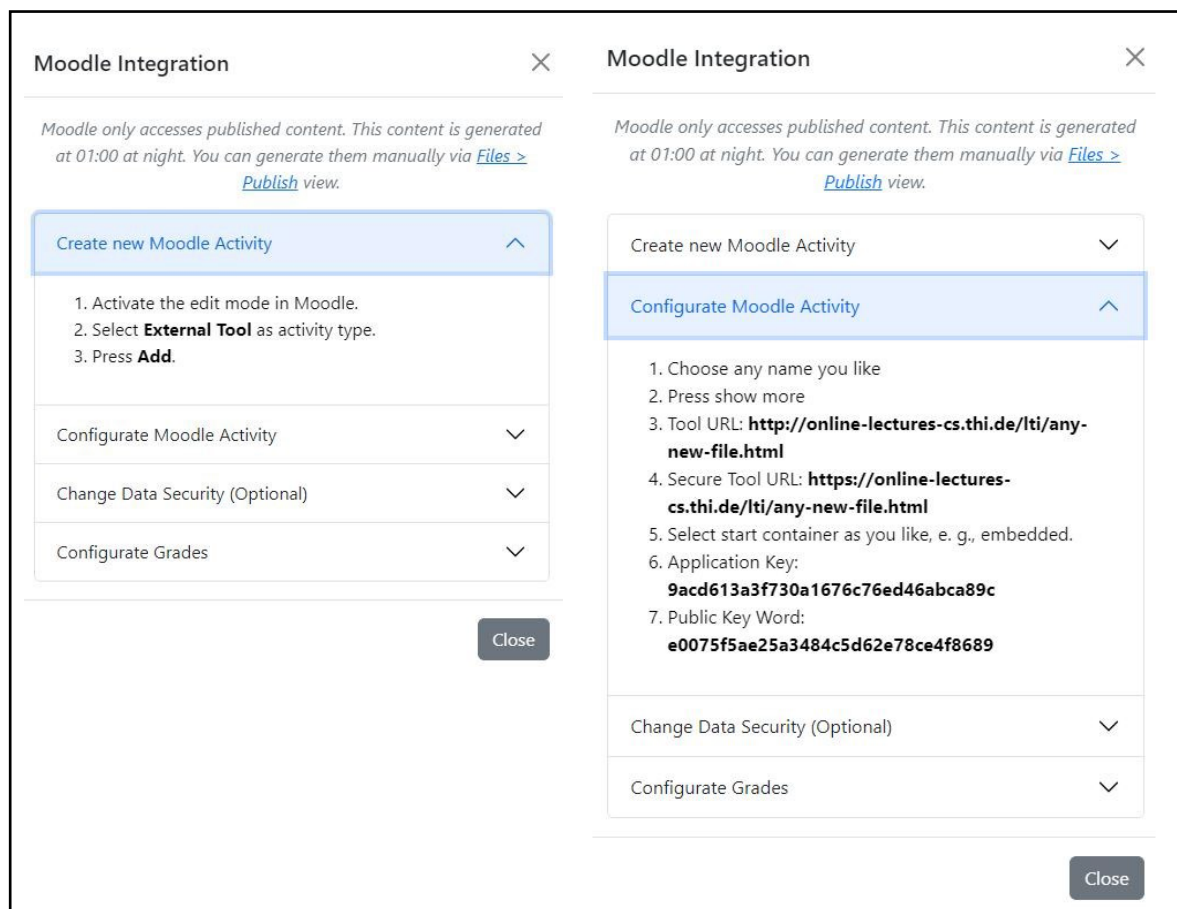 Moodle Integration
Moodle only accesses published content. This content is generated
at 01:00 at night. You can generate them manually via Files >
Publish view.
Create new Moodle Activity
1. Activate the edit mode in Moodle.
2. Select External Tool as activity type.
3. Press Add.
Configurate Moodle Activity
Change Data Security (Optional)
Configurate Grades
Close
Moodle Integration
Moodle only accesses published content. This content is generated
at 01:00 at night. You can generate them manually via Files >
Publish view.
Create new Moodle Activity
Configurate Moodle Activity
1. Choose any name you like
2. Press show more
3. Tool URL: http://online-lectures-cs.thi.de/lti/any-
new-file.html
4. Secure Tool URL: https://online-lectures-
cs.thi.de/lti/any-new-file.html
5. Select start container as you like, e. g., embedded.
6. Application Key:
9acd613a3f730a1676c76ed46abca89c
7. Public Key Word:
e0075f5ae25a3484c5d62e78ce4f8689
Change Data Security (Optional)
Configurate Grades
Close